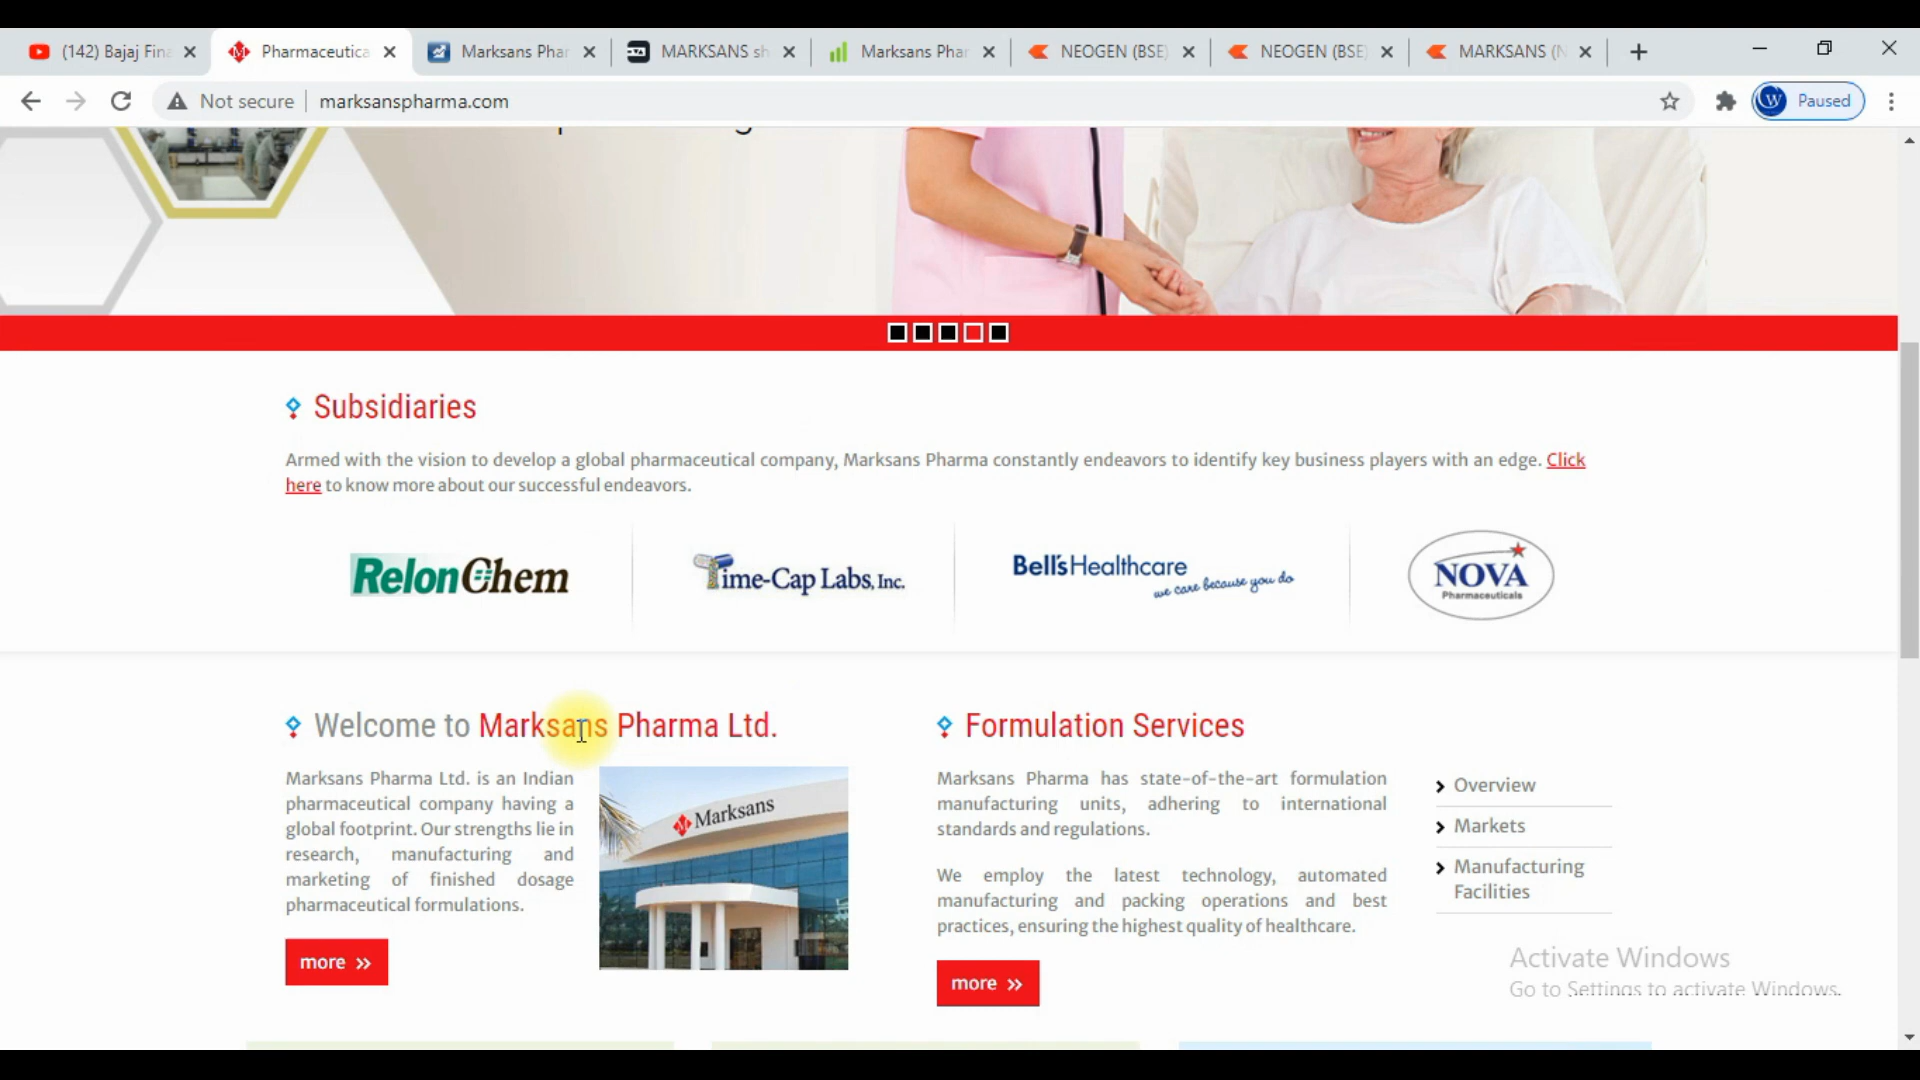 (142) Bajaj Fin
Pharmaceutica
Marksans Phar
MARKSANS sh
Marksans Phar
NEOGEN (BSE)
NEOGEN (BSE)
MARKSANS (N
Not secure
marksanspharma.com
Paused
Subsidiaries
Armed with the vision to develop a global pharmaceutical company, Marksans Pharma constantly endeavors to identify key business players with an edge. Click
here to know more about our successful endeavors.
RelonChem
Time-Cap Labs, Inc.
Bell's Healthcare
we care because you do
NOVA
Pharmaceuticals
Welcome to Marksans Pharma Ltd.
Marksans Pharma Ltd. is an Indian
pharmaceutical company having a
global footprint. Our strengths lie in
research, manufacturing and
marketing of finished dosage
pharmaceutical formulations.
more »
Marksans
Formulation Services
Marksans Pharma has state-of-the-art formulation
manufacturing units, adhering to international
standards and regulations.
We employ the latest technology, automated
manufacturing and packing operations and best
practices, ensuring the highest quality of healthcare.
more »
Overview
Markets
Manufacturing
Facilities
Activate Windows
Go to Settings to activate Windows.